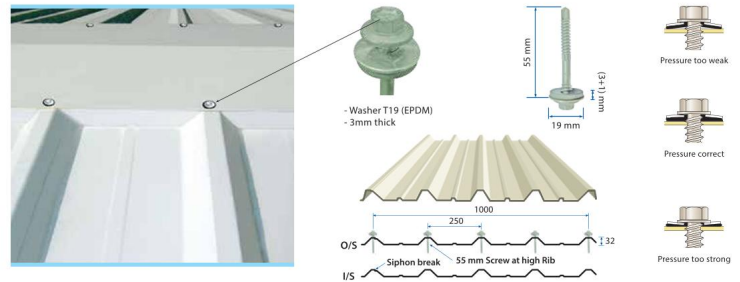 - Washer T19 (EPDM)
- 3mm thick
55 mm
(3+1) mm
19 mm
Pressure too weak
Pressure correct
Pressure too strong
1000
250
O/S
32
Siphon break
55 mm Screw at high Rib
I/S